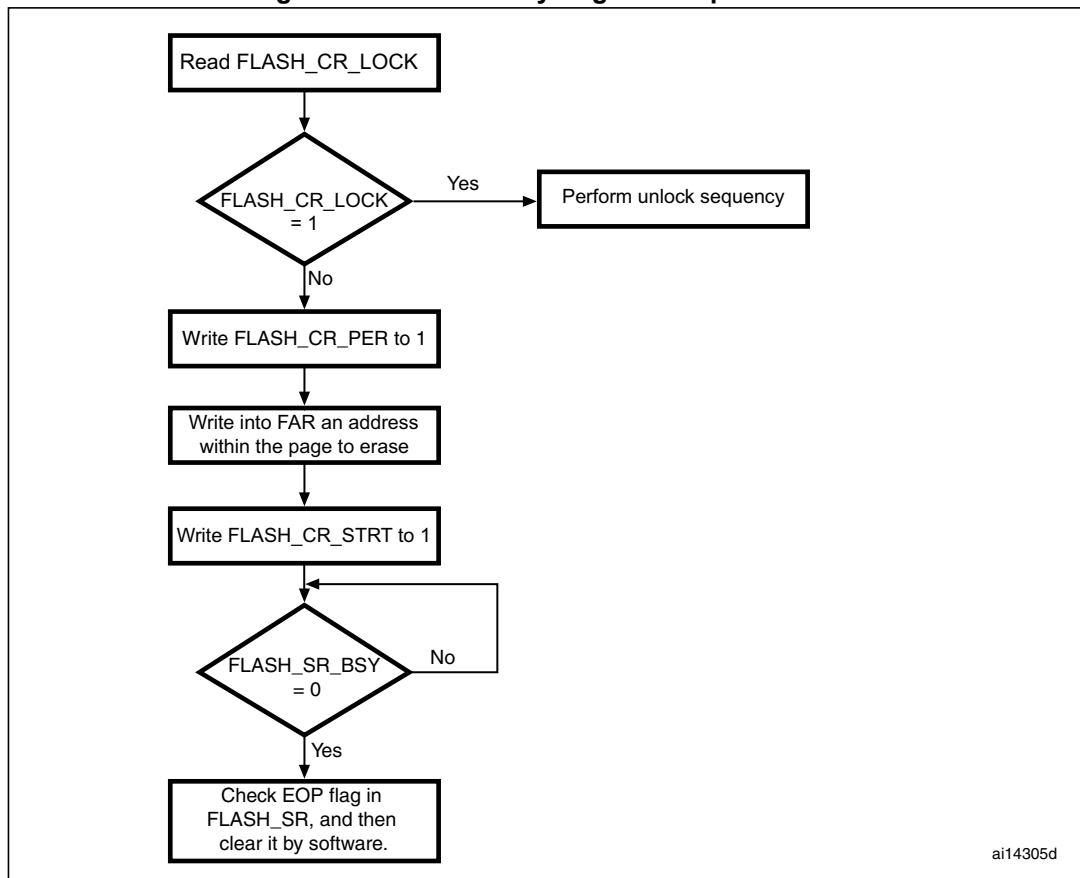 Read FLASH_CR_LOCK
FLASH_CR_LOCK
= 1
Yes
Perform unlock sequency
No
Write FLASH_CR_PER to 1
Write into FAR an address
within the page to erase
Write FLASH_CR_STRT to 1
FLASH_SR_BSY
= 0
No
Yes
Check EOP flag in
FLASH_SR, and then
clear it by software.
ai14305d